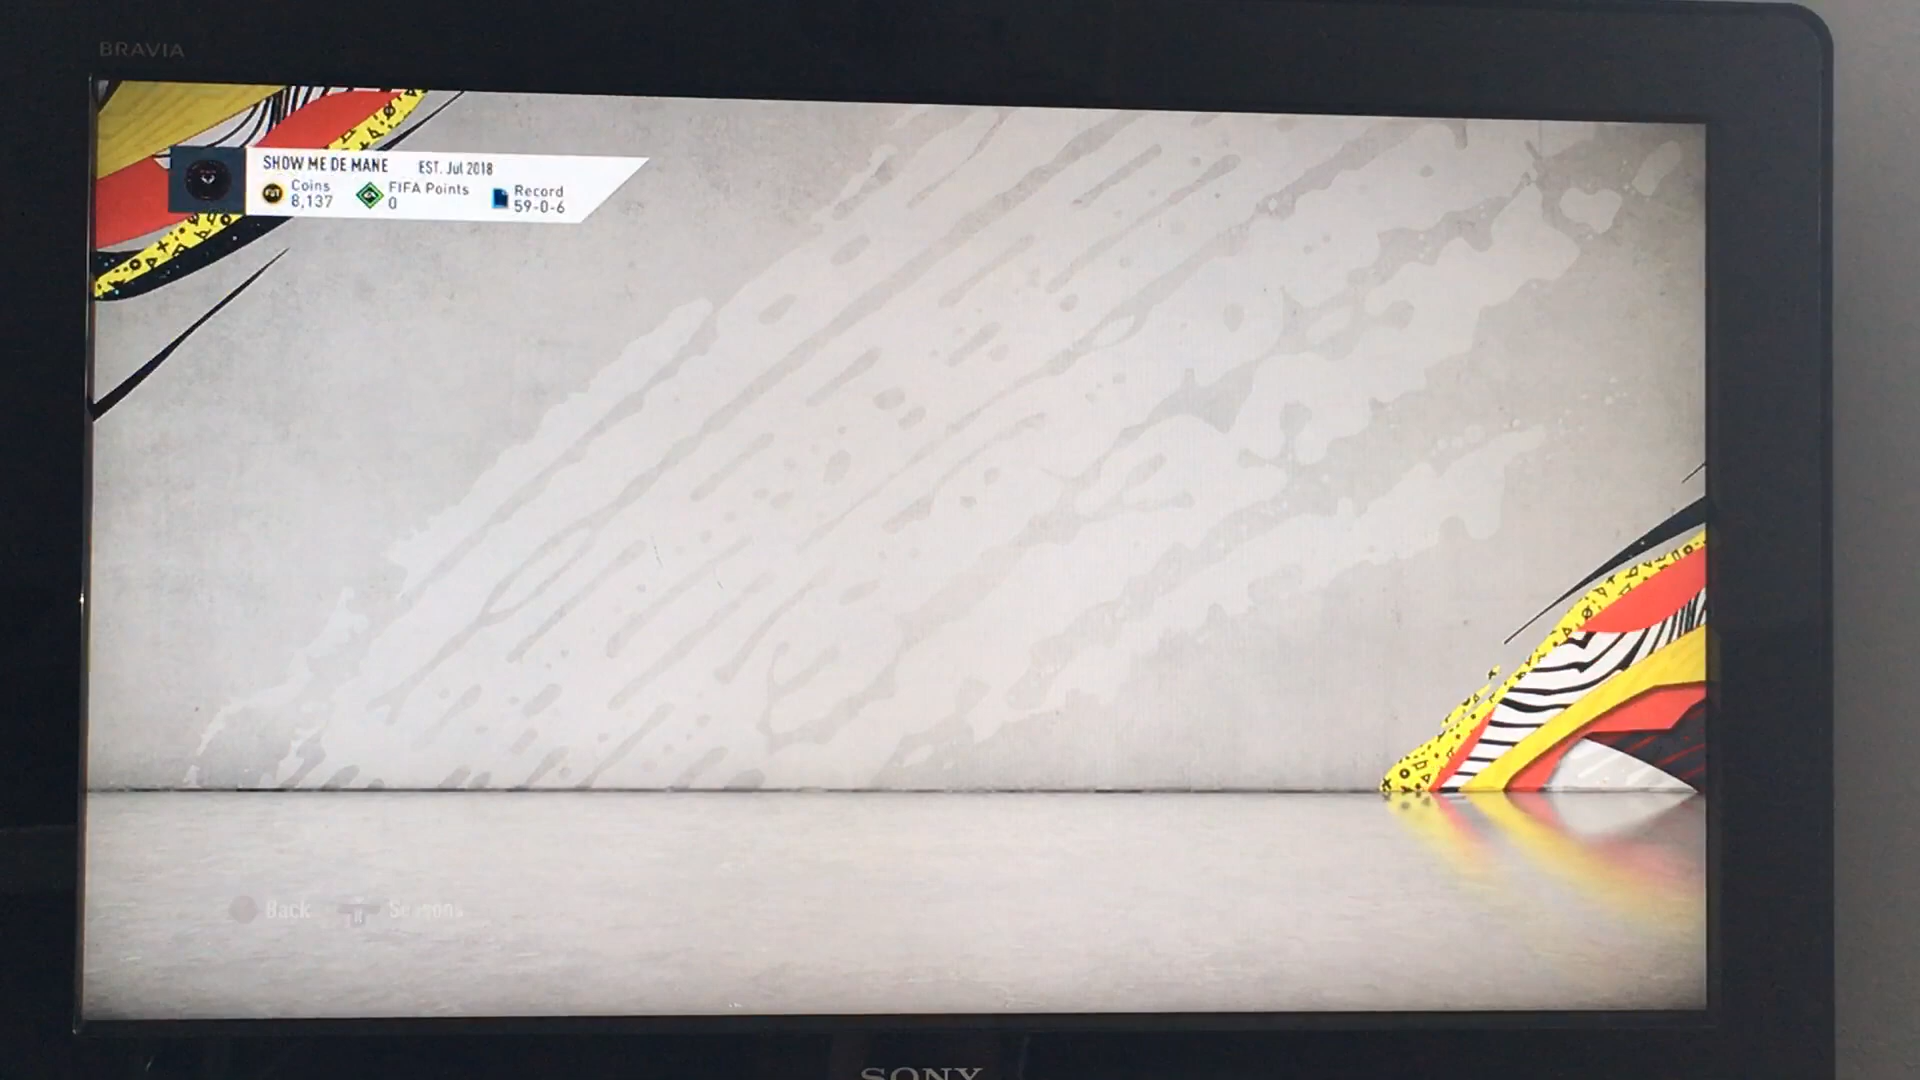 BRAVIA
SHOW ME DE MANE EST. Jul 2018
Coins FIFA Points Record
8,137 0 59-0-6
Back Seasons
SONY